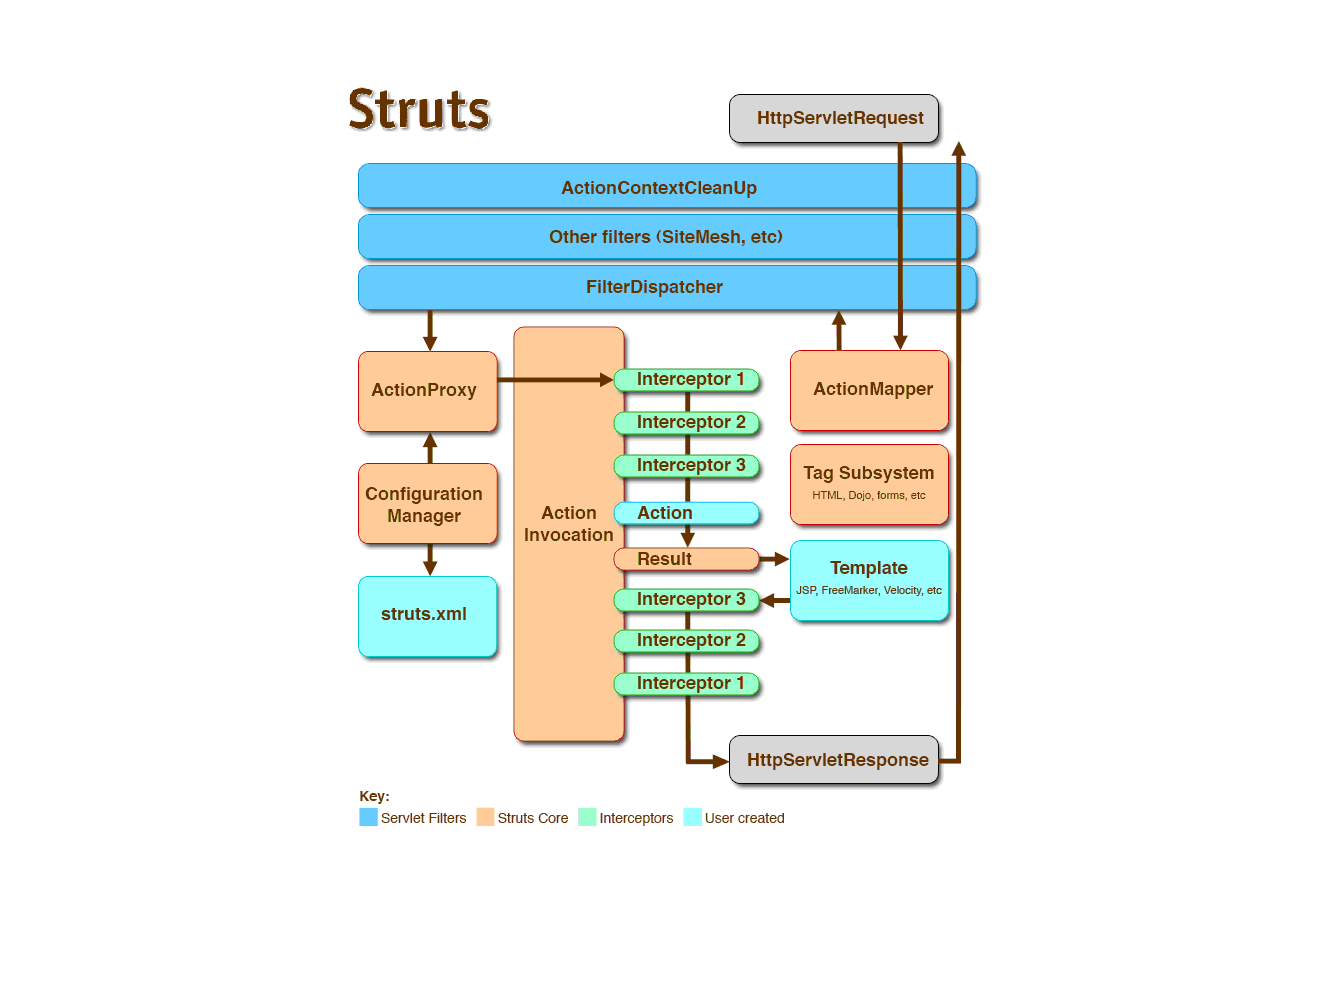 Struts
HttpServletRequest
ActionContextCleanUp
Other filters (SiteMesh, etc)
FilterDispatcher
ActionProxy
Interceptor 1
ActionMapper
Interceptor 2
Interceptor 3
Tag Subsystem
HTML, Dojo, forms, etc
Configuration
Manager
Action
Invocation
Action
Result
Template
JSP, FreeMarker, Velocity, etc
struts.xml
Interceptor 3
Interceptor 2
Interceptor 1
HttpServletResponse
Key:
Servlet Filters
Struts Core
Interceptors
User created